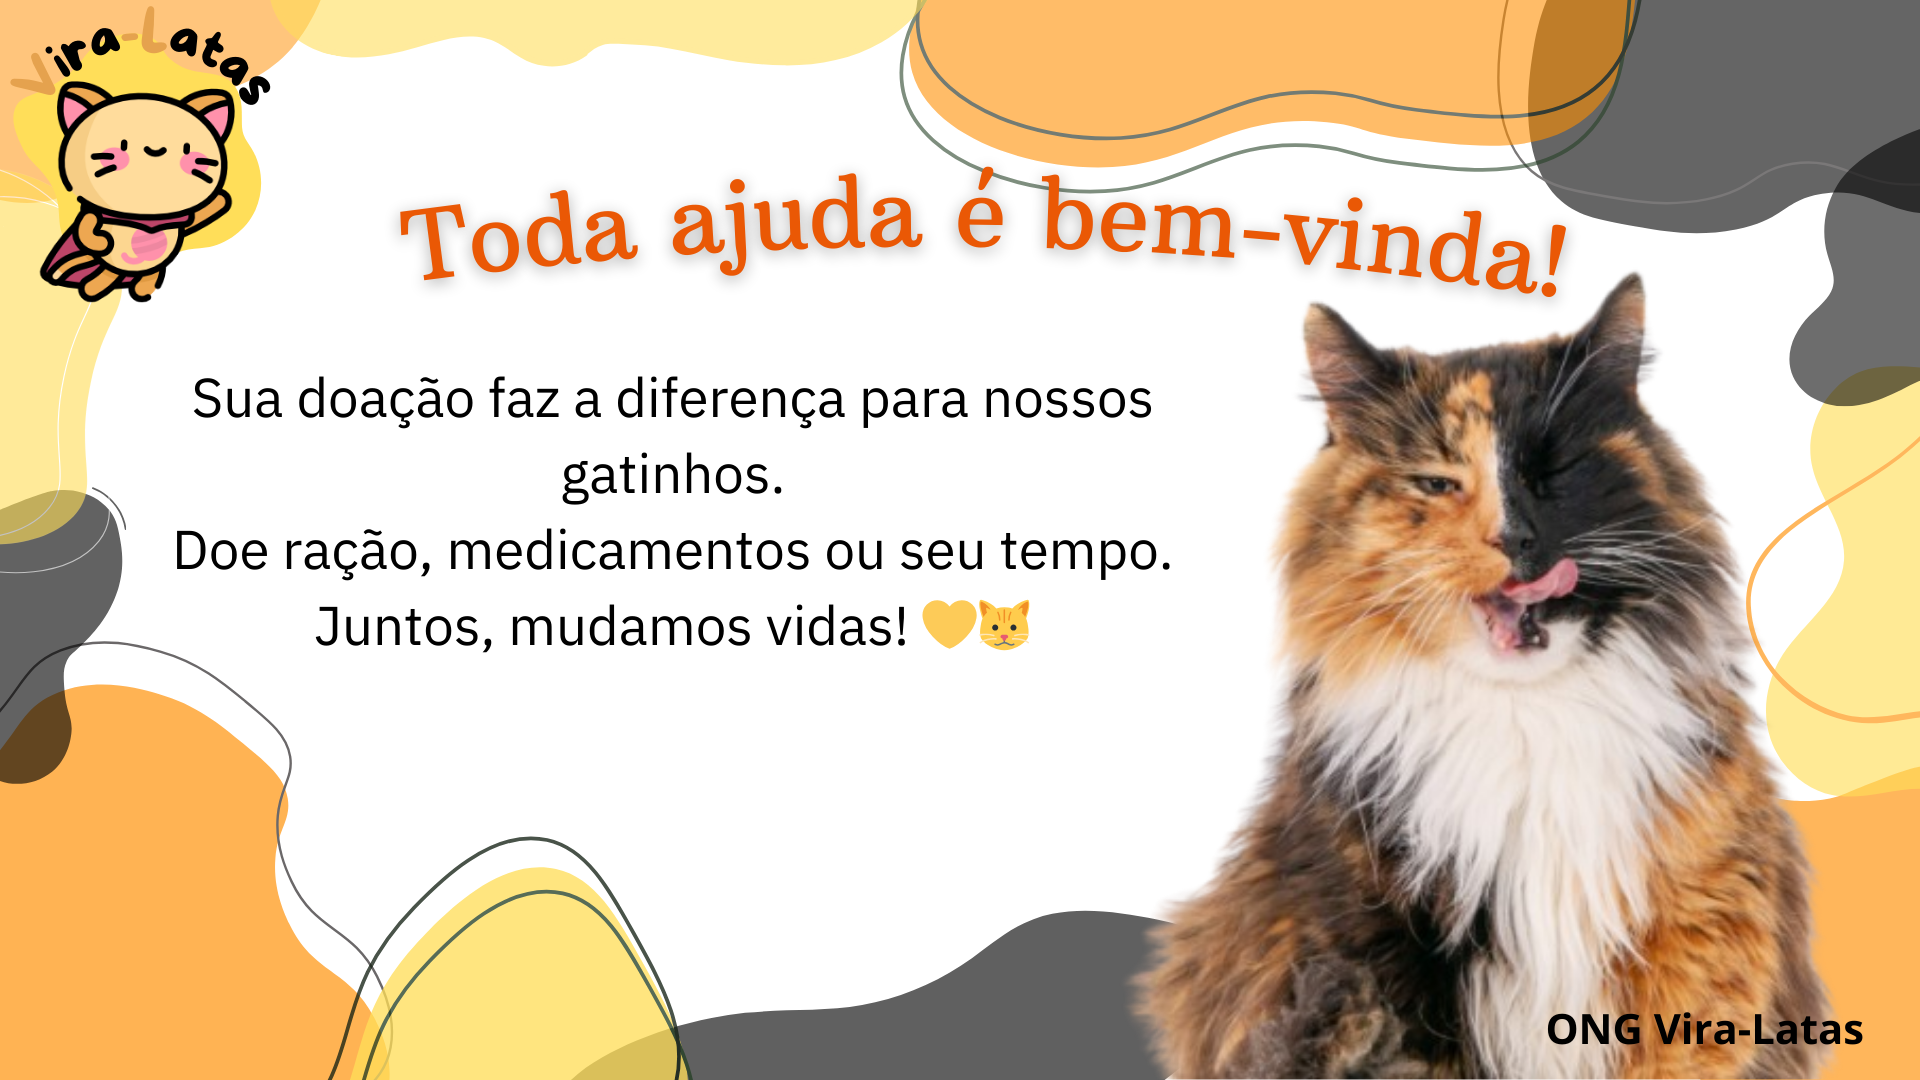 Vira-Latas
Toda ajuda é bem-vinda!
Sua doação faz a diferença para nossos
gatinhos.
Doe ração, medicamentos ou seu tempo.
Juntos, mudamos vidas! 💛🐱
ONG Vira-Latas